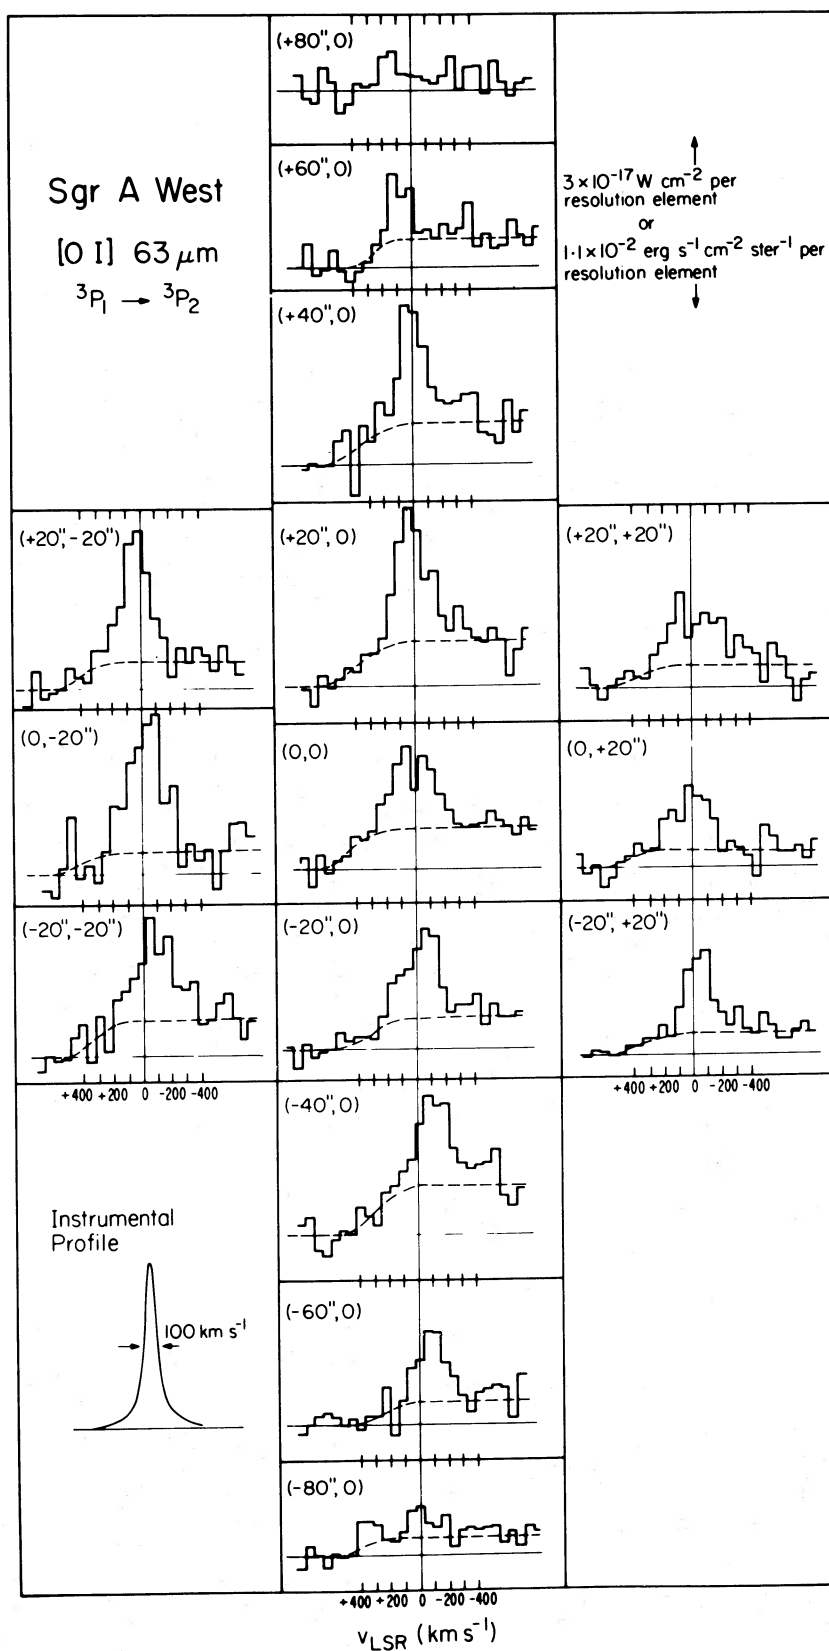 (+80", 0)
Sgr A West
[O I] 63 μm
³P₁ → ³P₂
(+60", 0)
3×10⁻¹⁷ W cm⁻² per
resolution element
or
1·1×10⁻² erg s⁻¹ cm⁻² ster⁻¹ per
resolution element
(+40", 0)
(+20", -20")
(+20", 0)
(+20", +20")
(0, -20")
(0,0)
(0, +20")
(-20", -20")
(-20", 0)
(-20", +20")
+400 +200 0 -200 -400
+400 +200 0 -200 -400
(-40", 0)
Instrumental
Profile
100 km s⁻¹
(-60", 0)
(-80", 0)
+400 +200 0 -200 -400
v_LSR (km s⁻¹)